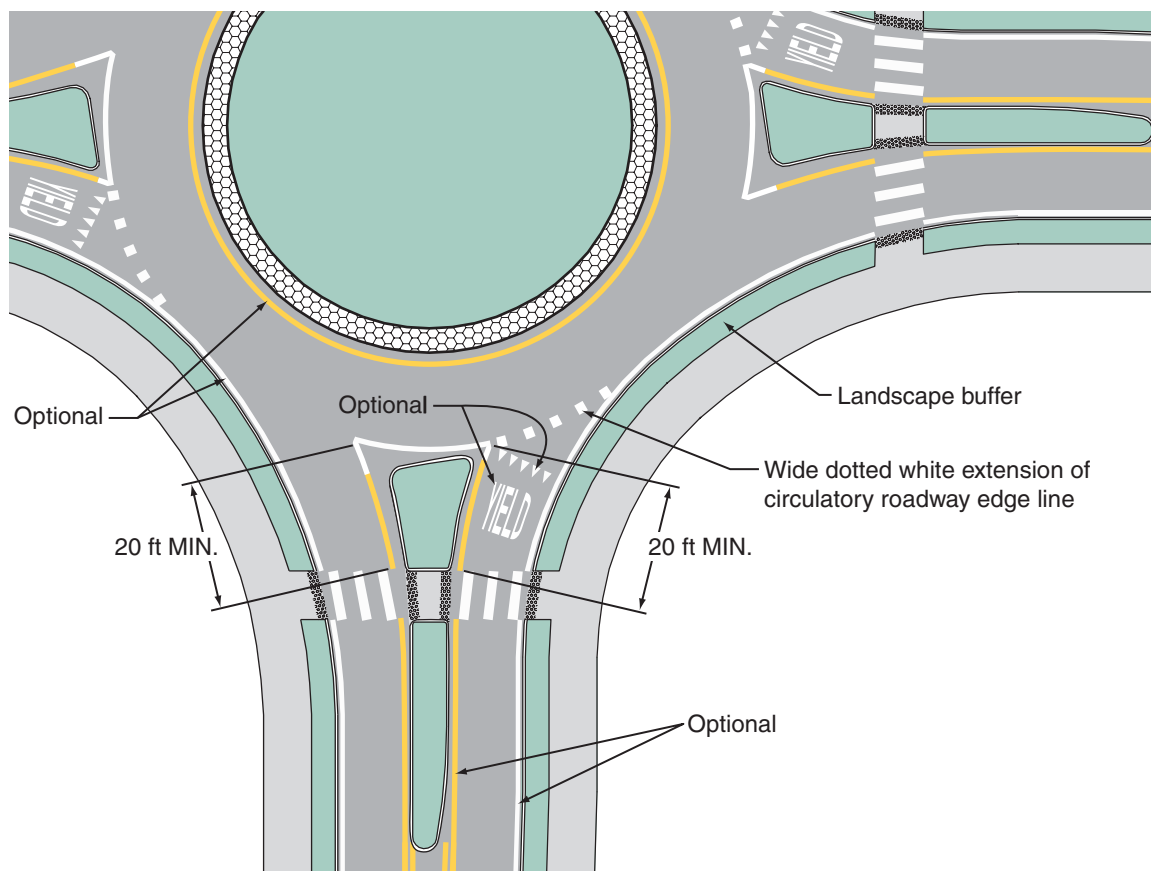 YIELD
YIELD
Optional
Optional
Landscape buffer
Wide dotted white extension of
circulatory roadway edge line
YIELD
20 ft MIN.
20 ft MIN.
Optional